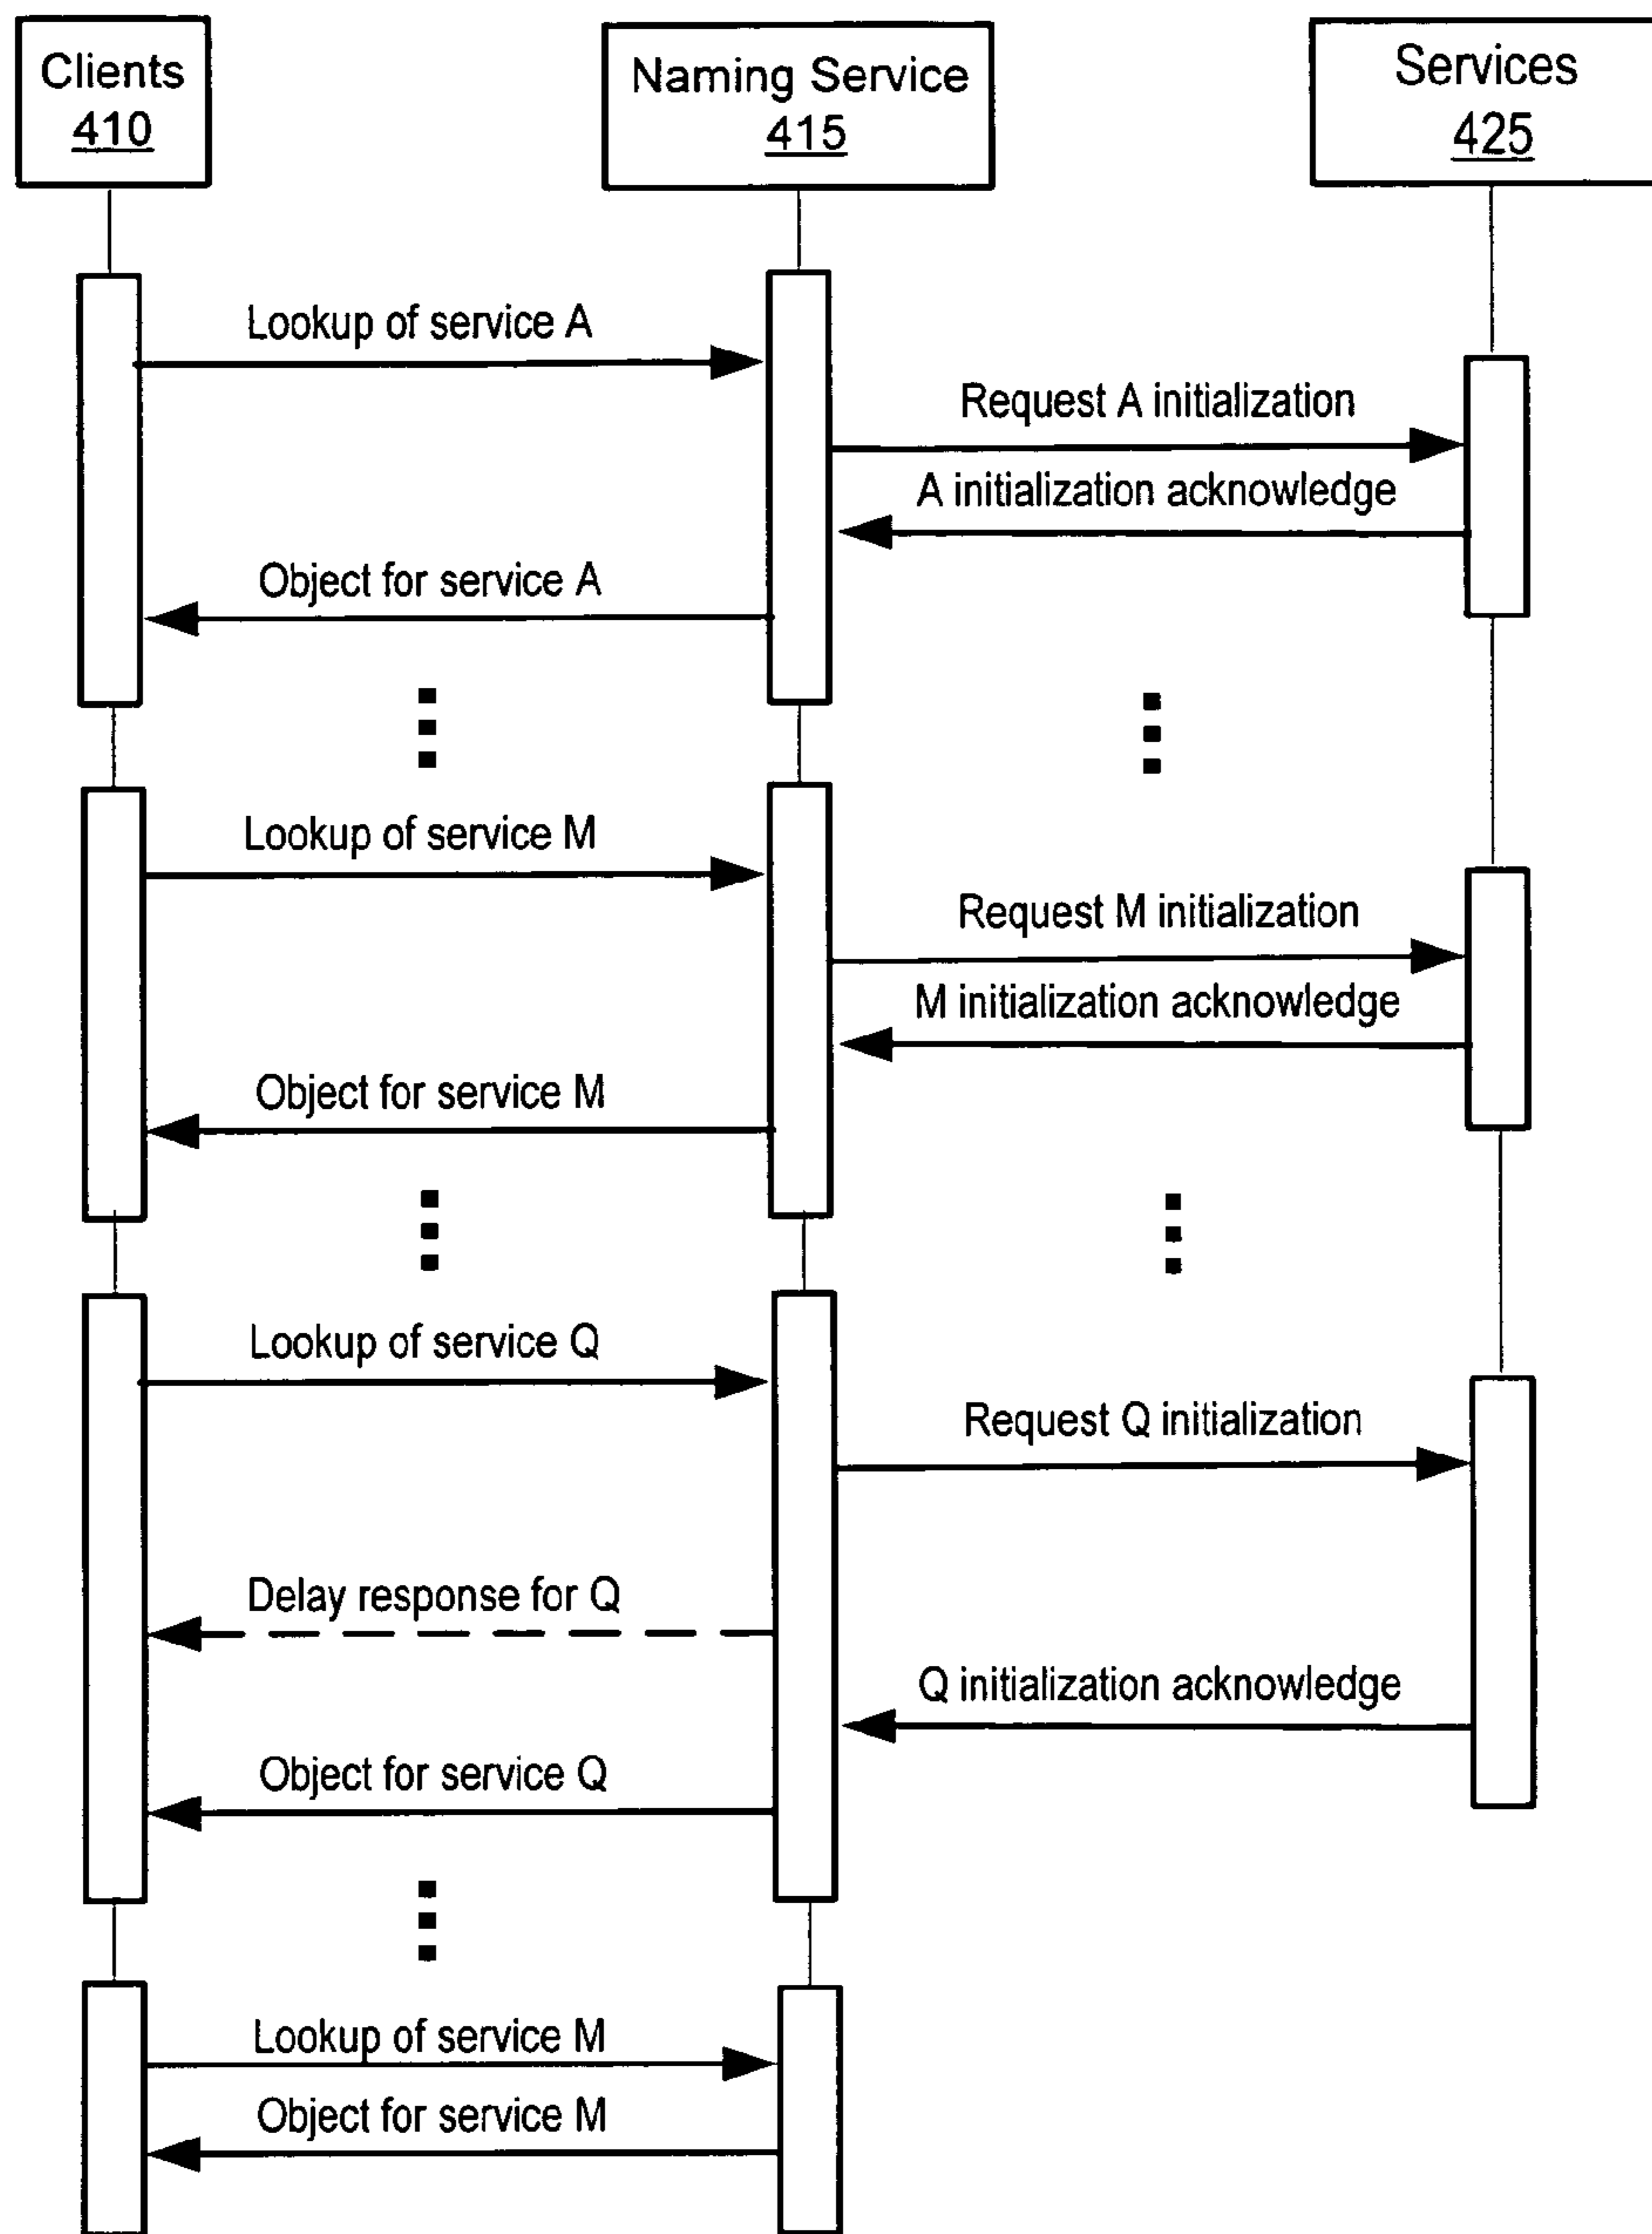 Clients
410
Naming Service
415
Services
425
Lookup of service A
Request A initialization
A initialization acknowledge
Object for service A
Lookup of service M
Request M initialization
M initialization acknowledge
Object for service M
Lookup of service Q
Request Q initialization
Delay response for Q
Q initialization acknowledge
Object for service Q
Lookup of service M
Object for service M